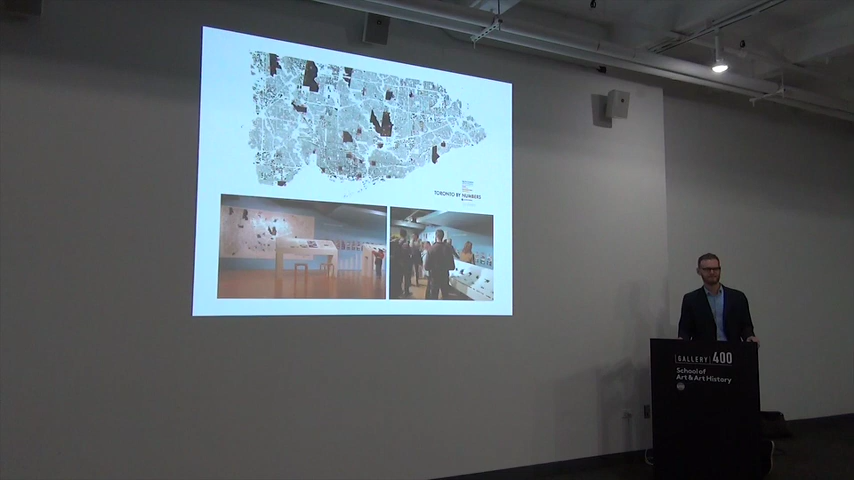 TORONTO BY NUMBERS
GALLERY 400
School of
Art & Art History